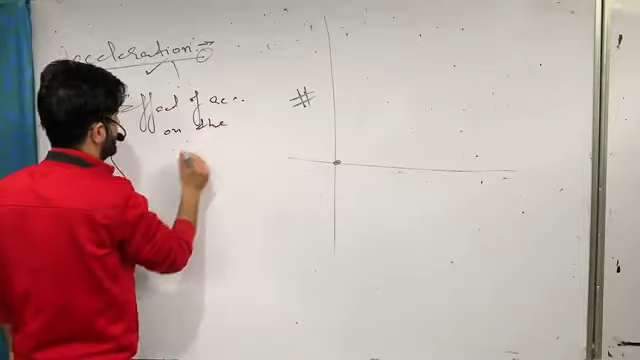 Acceleration :→
Effect of acc.
on the
#